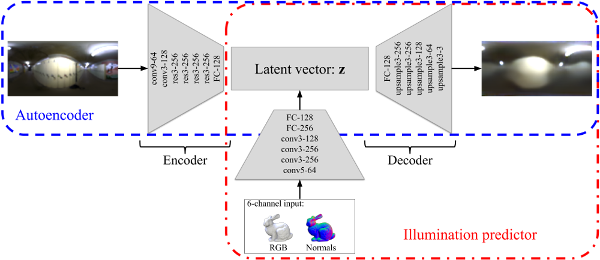 conv9-64
conv3-128
res3-256
res3-256
res3-256
FC-128
Latent vector: z
FC-128
upsample3-256
upsample3-256
upsample3-128
upsample3-64
upsample3-3
Autoencoder
Encoder
FC-128
FC-256
conv3-128
conv3-256
conv3-256
conv5-64
Decoder
6-channel input:
RGB
Normals
Illumination predictor